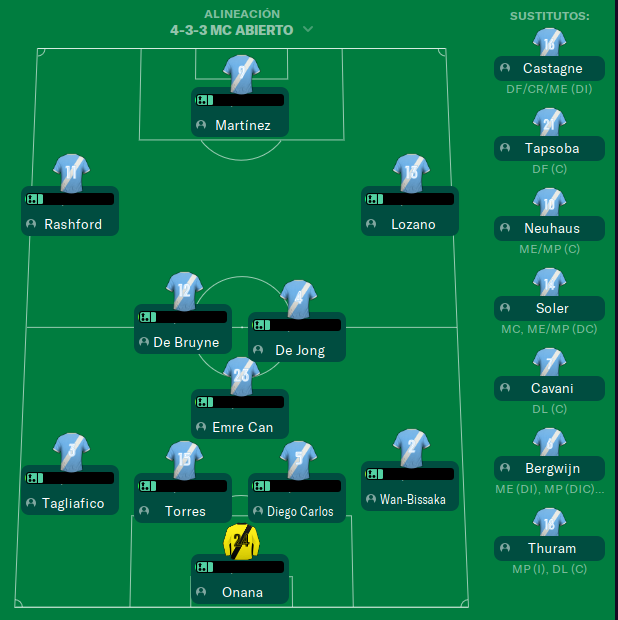 ALINEACIÓN
4-3-3 MC ABIERTO
9
Martínez
11
Rashford
13
Lozano
12
De Bruyne
4
De Jong
23
Emre Can
3
Tagliafico
15
Torres
5
Diego Carlos
2
Wan-Bissaka
24
Onana
SUSTITUTOS:
16
Castagne
DF/CR/ME (DI)
21
Tapsoba
DF (C)
10
Neuhaus
ME/MP (C)
14
Soler
MC, ME/MP (DC)
7
Cavani
DL (C)
Bergwijn
ME (DI), MP (DIC)...
Thuram
MP (I), DL (C)